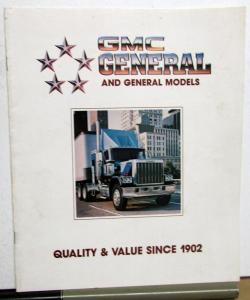 GMC
GENERAL
AND GENERAL MODELS
QUALITY & VALUE SINCE 1902